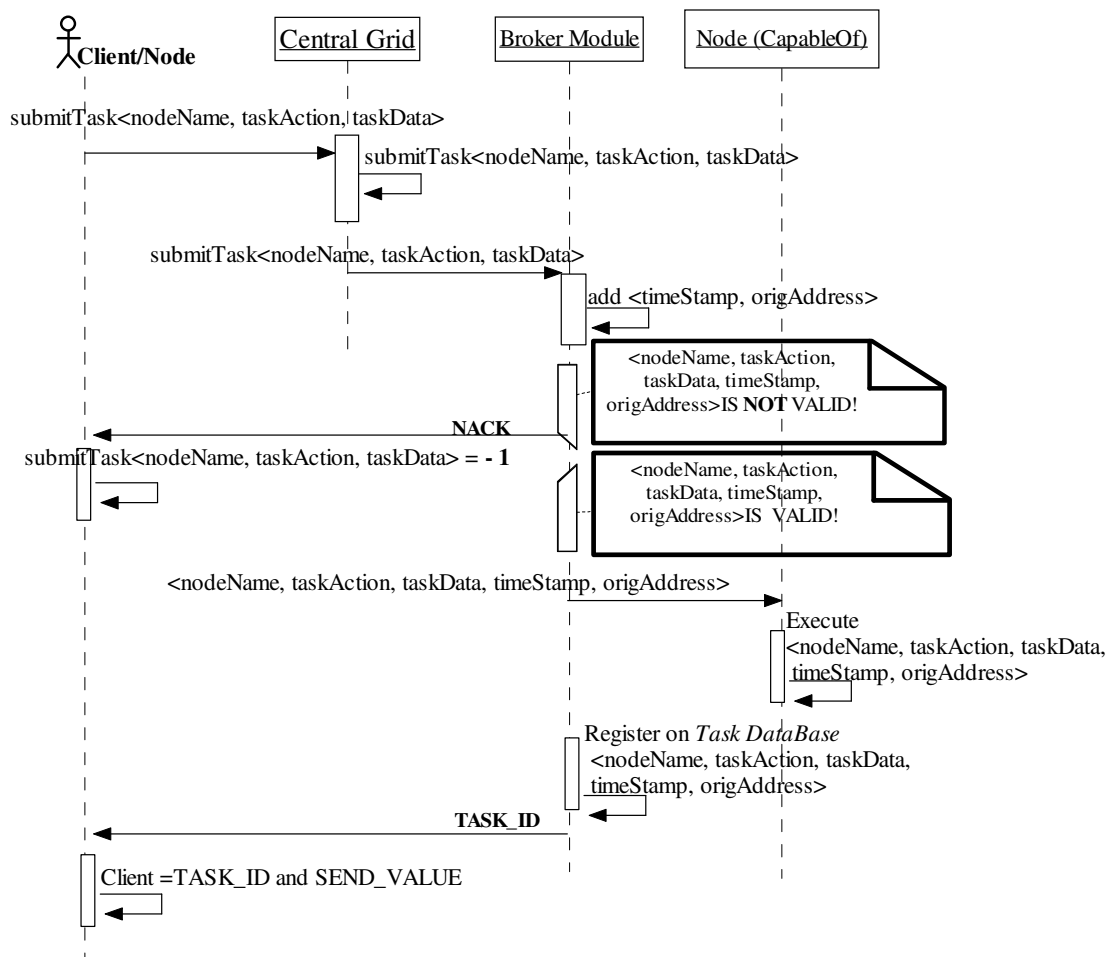 Client/Node
Central Grid
Broker Module
Node (CapableOf)
submitTask<nodeName, taskAction, taskData>
submitTask<nodeName, taskAction, taskData>
submitTask<nodeName, taskAction, taskData>
add <timeStamp, origAddress>
<nodeName, taskAction,
taskData, timeStamp,
origAddress>IS NOT VALID!
NACK
submitTask<nodeName, taskAction, taskData> = - 1
<nodeName, taskAction,
taskData, timeStamp,
origAddress>IS VALID!
<nodeName, taskAction, taskData, timeStamp, origAddress>
Execute
<nodeName, taskAction, taskData,
timeStamp, origAddress>
Register on Task DataBase
<nodeName, taskAction, taskData,
timeStamp, origAddress>
TASK_ID
Client =TASK_ID and SEND_VALUE